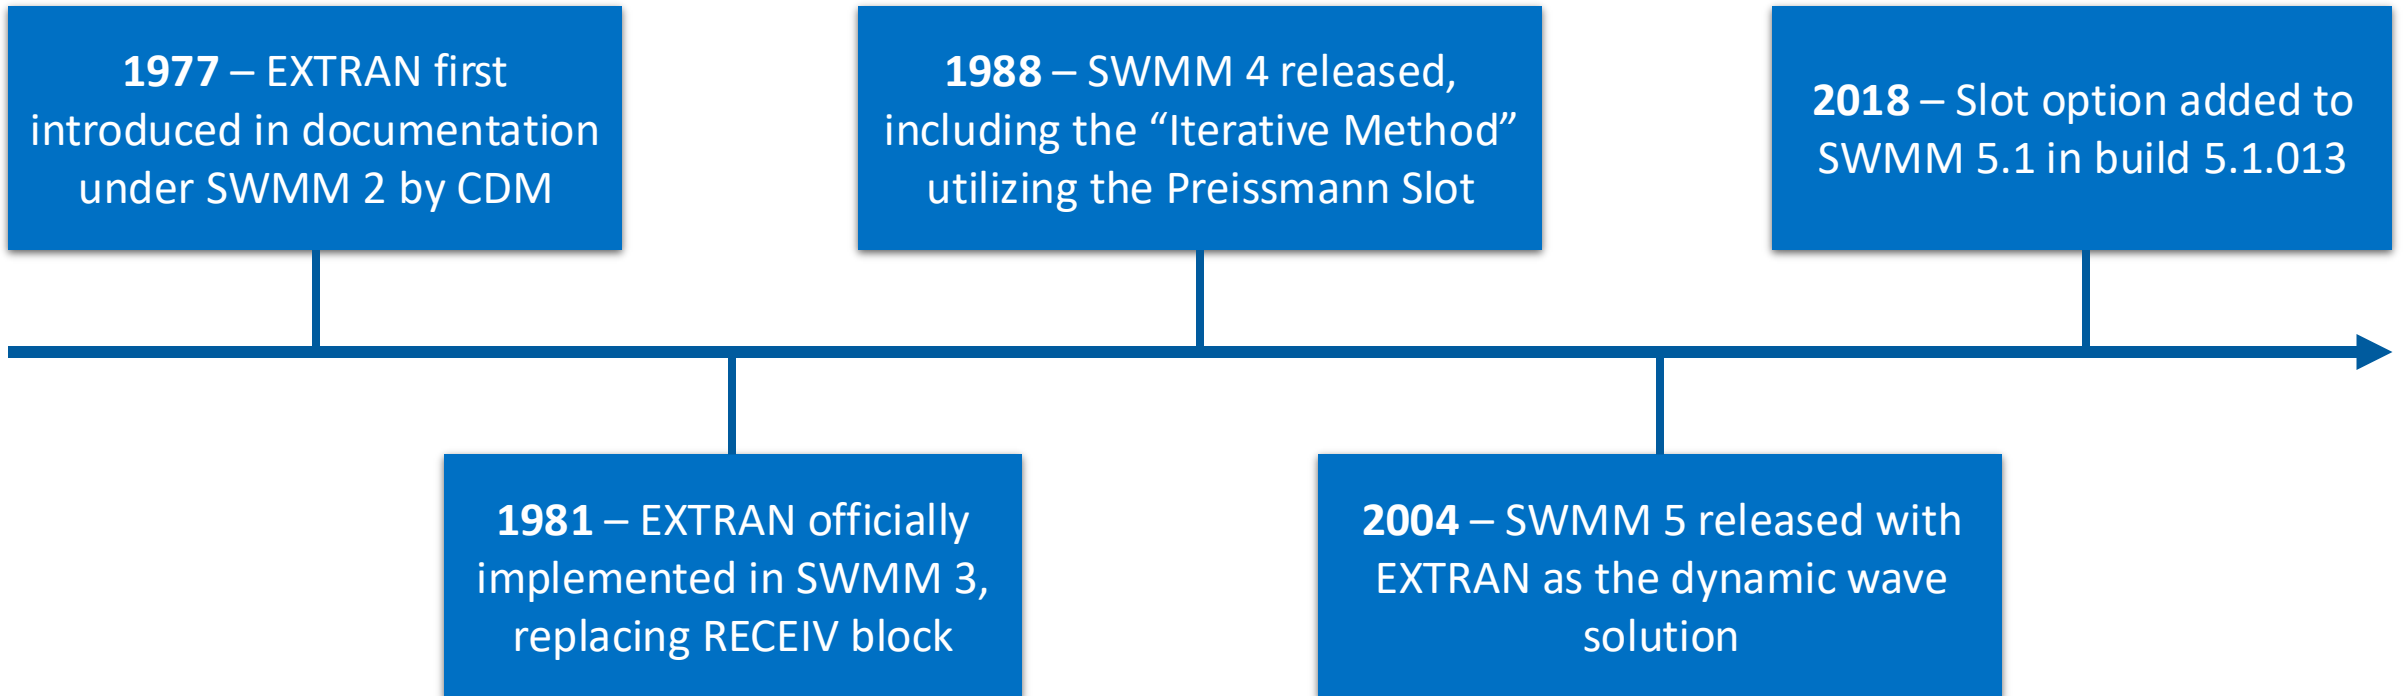 1977 – EXTRAN first
introduced in documentation
under SWMM 2 by CDM
1981 – EXTRAN officially
implemented in SWMM 3,
replacing RECEIV block
1988 – SWMM 4 released,
including the “Iterative Method”
utilizing the Preissmann Slot
2004 – SWMM 5 released with
EXTRAN as the dynamic wave
solution
2018 – Slot option added to
SWMM 5.1 in build 5.1.013